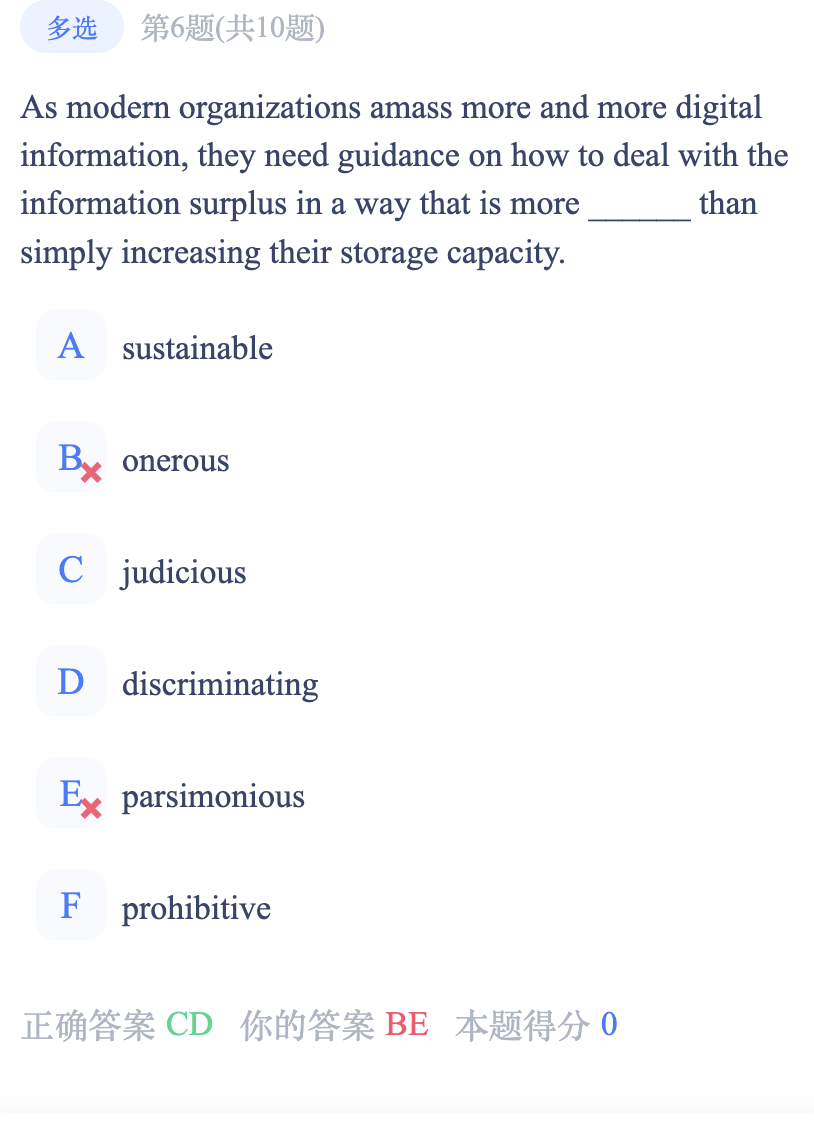 多选 第6题(共10题)
As modern organizations amass more and more digital
information, they need guidance on how to deal with the
information surplus in a way that is more ______ than
simply increasing their storage capacity.
A sustainable
B onerous
C judicious
D discriminating
E parsimonious
F prohibitive
正确答案 CD 你的答案 BE 本题得分 0